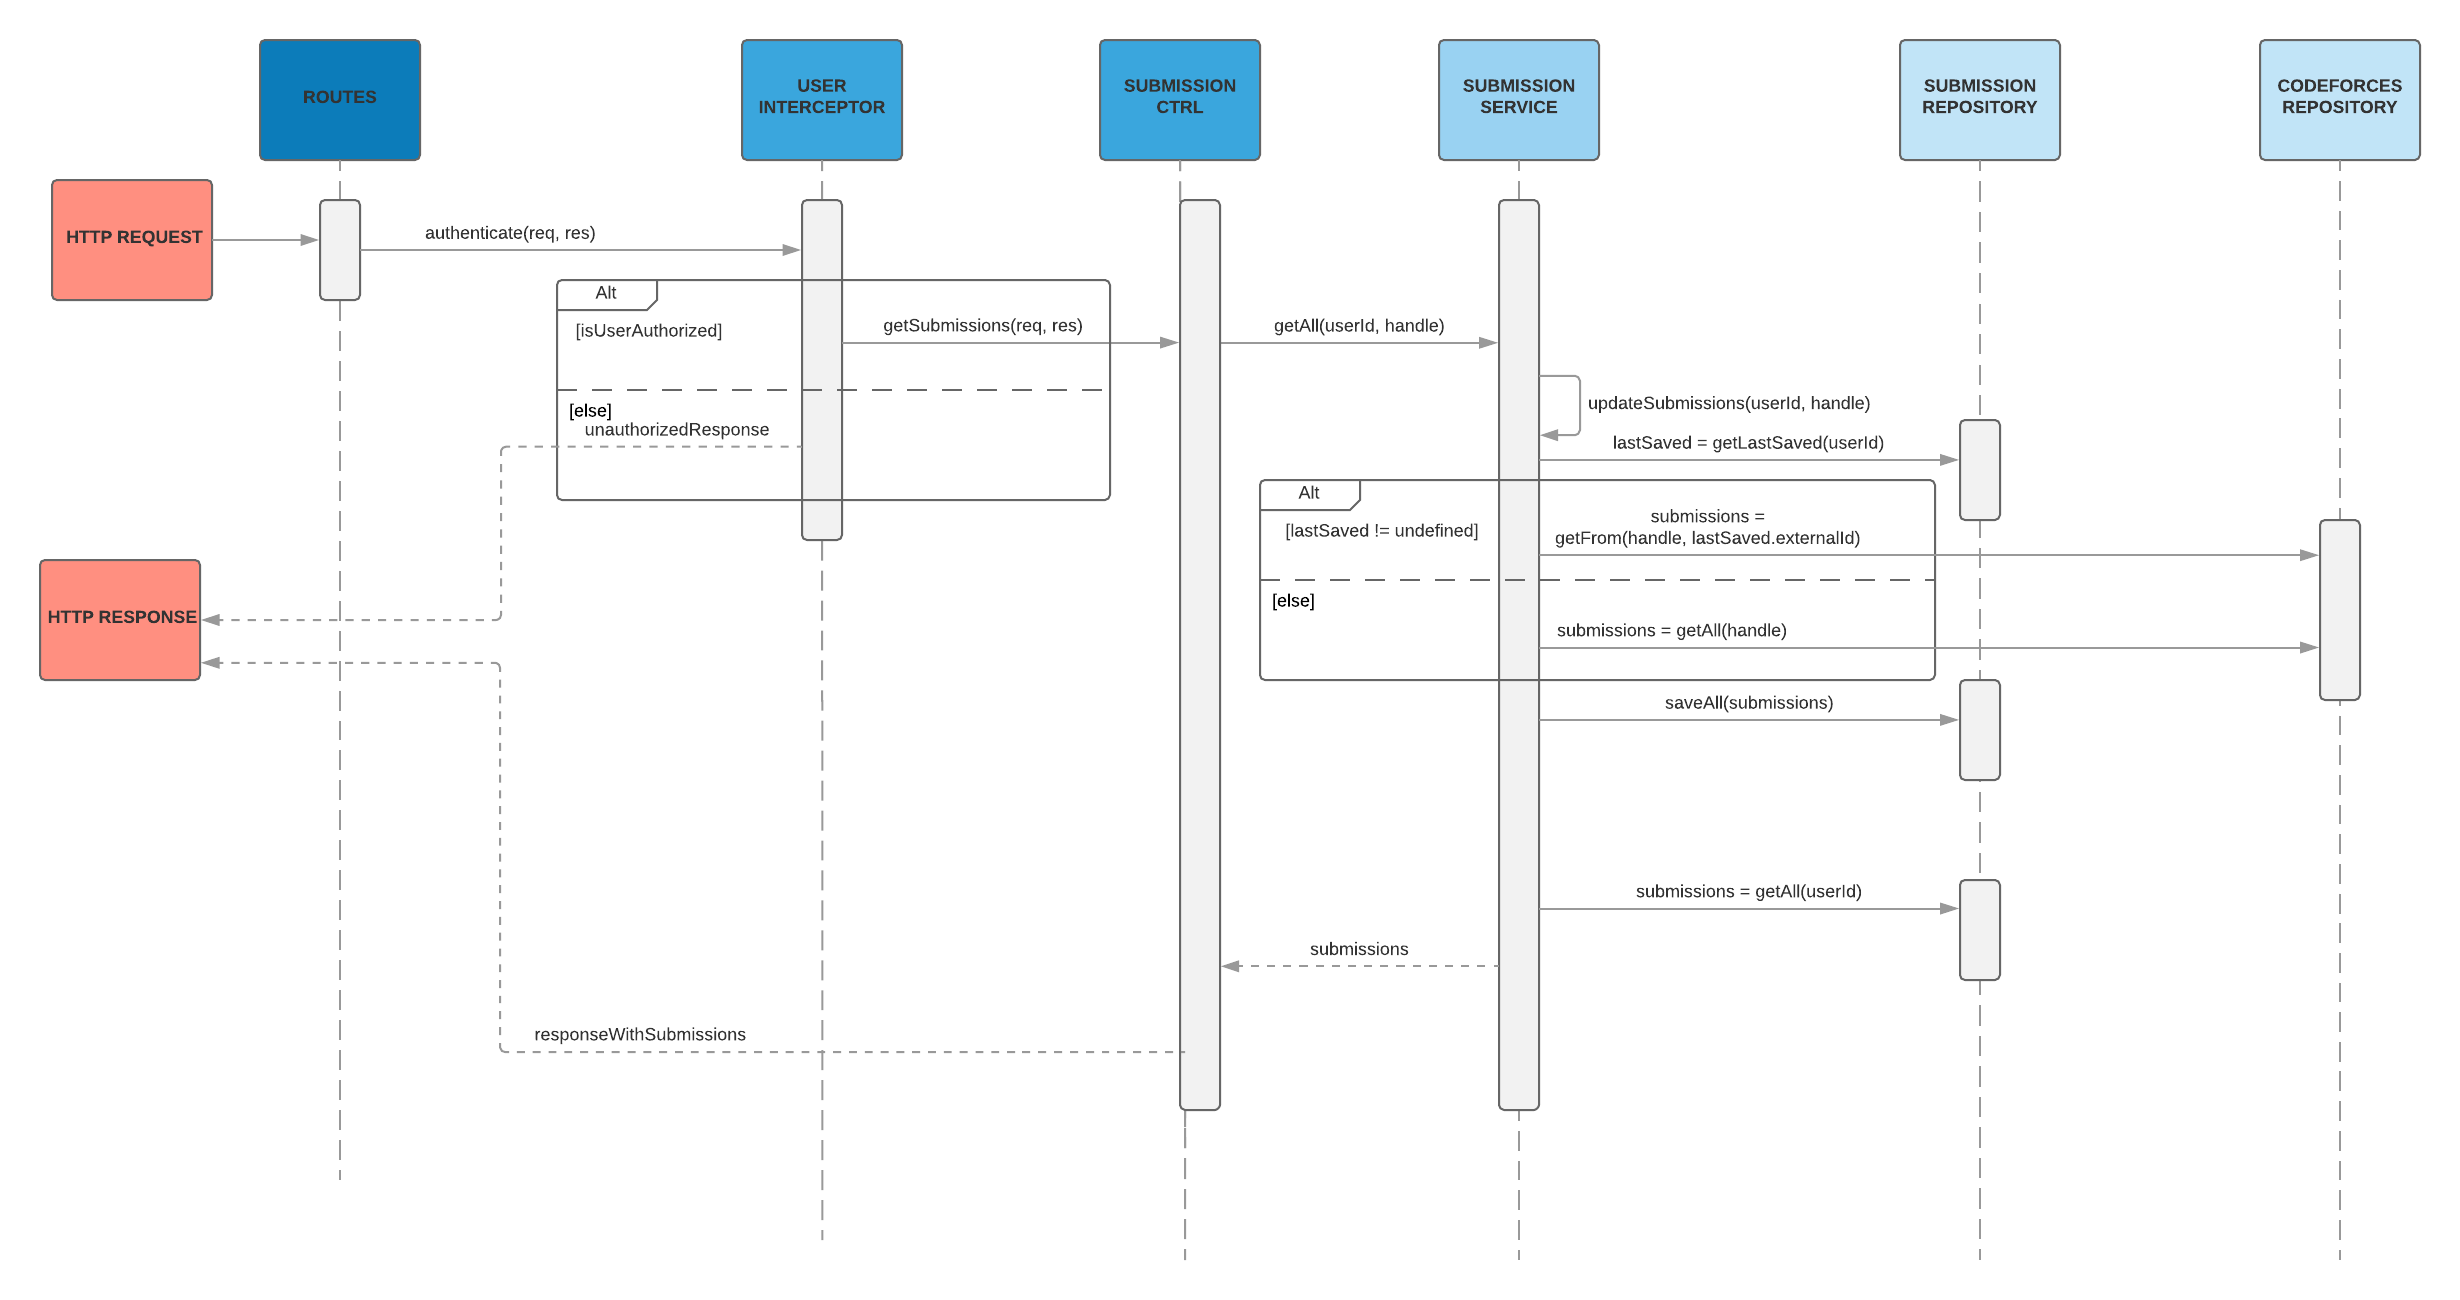 ROUTES
USER
INTERCEPTOR
SUBMISSION
CTRL
SUBMISSION
SERVICE
SUBMISSION
REPOSITORY
CODEFORCES
REPOSITORY
HTTP REQUEST
authenticate(req, res)
Alt
[isUserAuthorized]
getSubmissions(req, res)
getAll(userId, handle)
[else]
unauthorizedResponse
updateSubmissions(userId, handle)
lastSaved = getLastSaved(userId)
Alt
[lastSaved != undefined]
submissions =
getFrom(handle, lastSaved.externalId)
[else]
HTTP RESPONSE
submissions = getAll(handle)
saveAll(submissions)
submissions = getAll(userId)
submissions
responseWithSubmissions